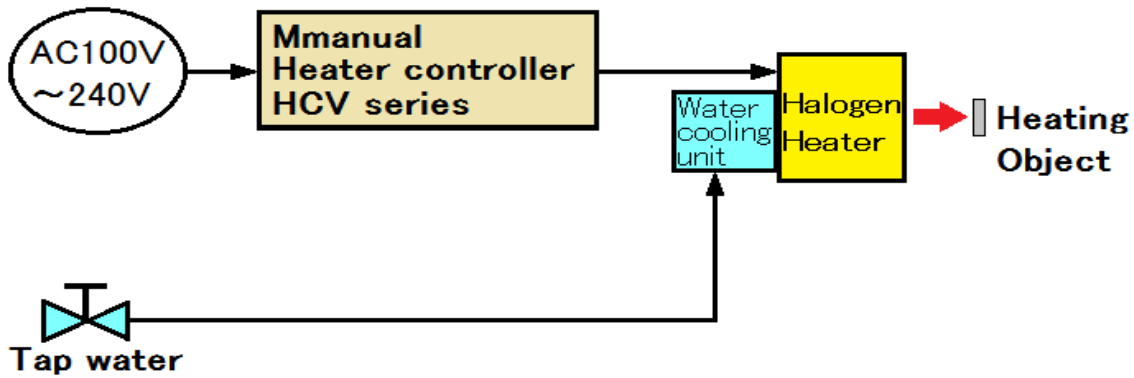 AC100V
～240V
Mmanual
Heater controller
HCV series
Water
cooling
unit
Halogen
Heater
Heating
Object
Tap water